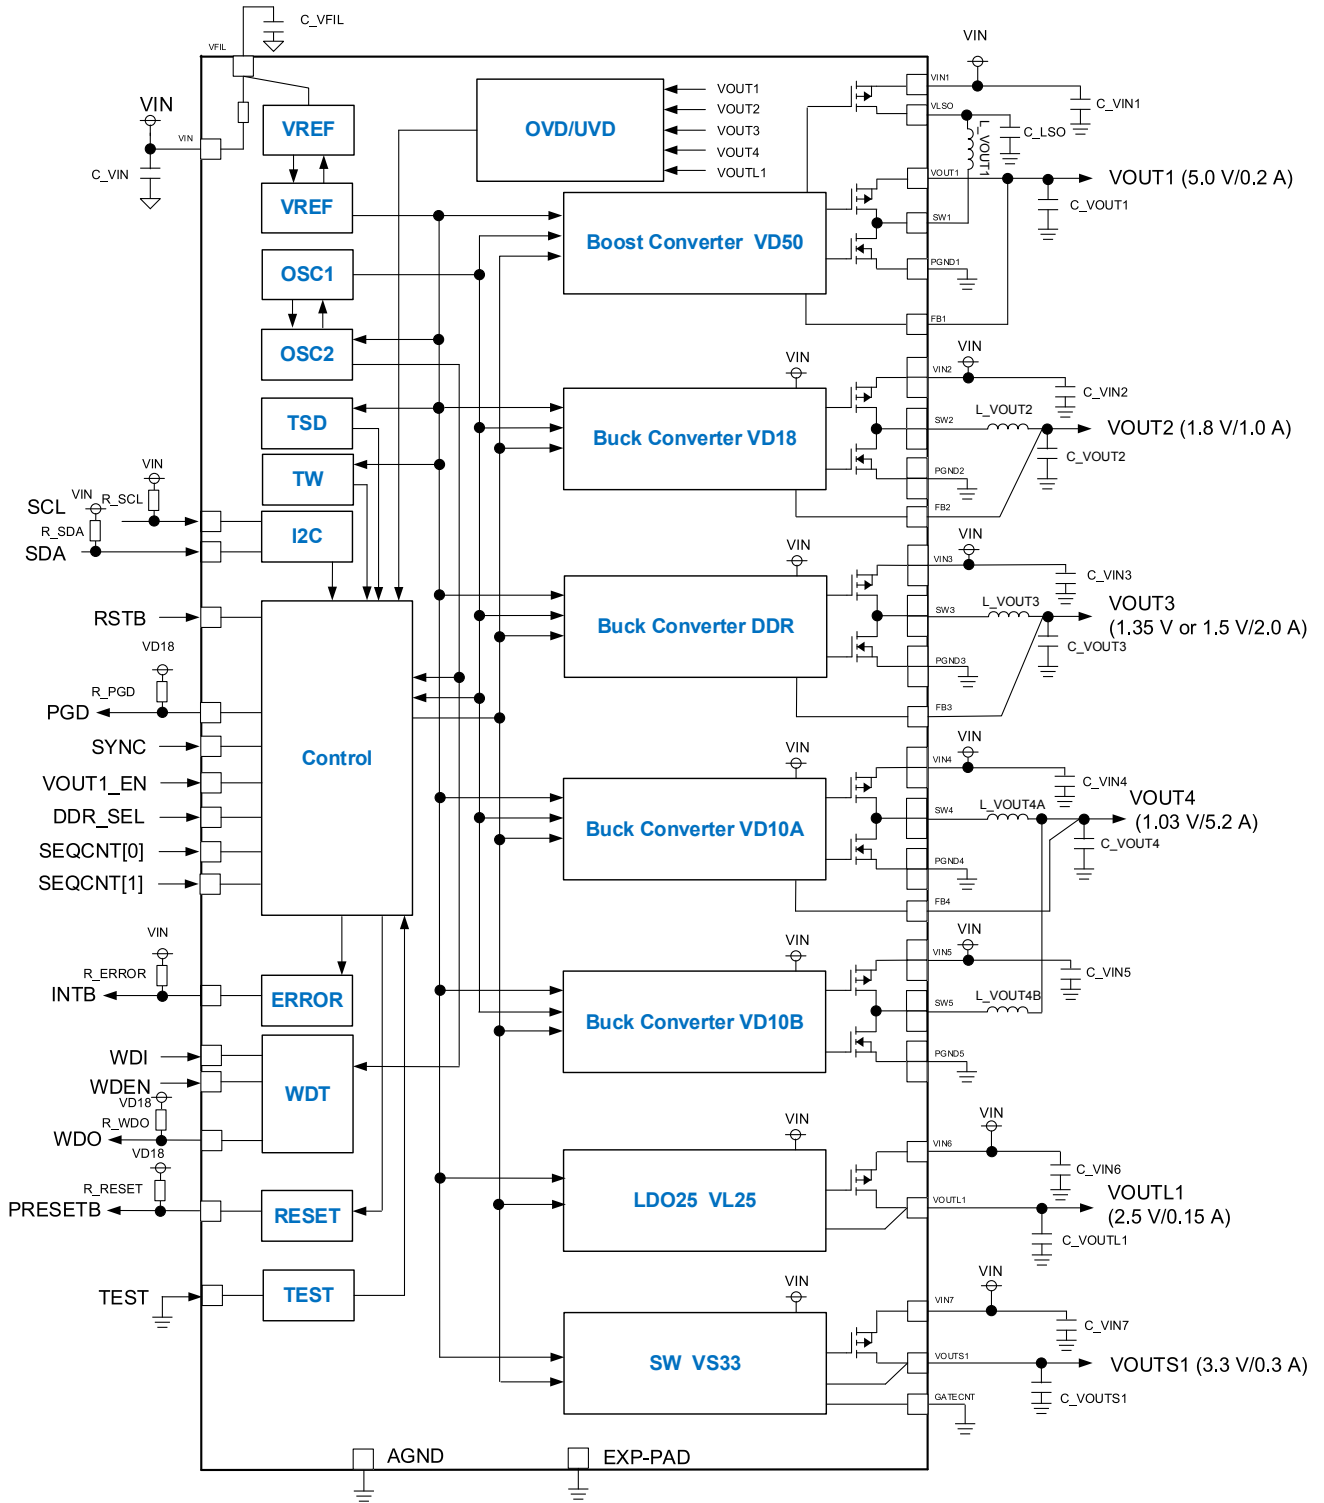 C_VFIL
VFIL
VIN
VIN
C_VIN
VREF
VREF
OSC1
OSC2
TSD
TW
I2C
OVD/UVD
VOUT1
VOUT2
VOUT3
VOUT4
VOUTL1
VIN
VIN1
C_VIN1
VLSO
C_LSO
L_VOUT1
Boost Converter VD50
VOUT1
VOUT1 (5.0 V/0.2 A)
C_VOUT1
SW1
PGND1
FB1
VIN
VIN
VIN2
C_VIN2
Buck Converter VD18
SW2
L_VOUT2
VOUT2 (1.8 V/1.0 A)
C_VOUT2
PGND2
FB2
VIN
SCL
R_SCL
VIN
R_SDA
SDA
VIN
VIN
VIN3
C_VIN3
Buck Converter DDR
SW3
L_VOUT3
VOUT3
(1.35 V or 1.5 V/2.0 A)
C_VOUT3
PGND3
FB3
RSTB
VD18
R_PGD
PGD
SYNC
VOUT1_EN
DDR_SEL
SEQCNT[0]
SEQCNT[1]
Control
VIN
VIN
VIN4
C_VIN4
Buck Converter VD10A
SW4
L_VOUT4A
VOUT4
(1.03 V/5.2 A)
C_VOUT4
PGND4
FB4
VIN
R_ERROR
INTB
ERROR
VIN
VIN
VIN5
C_VIN5
Buck Converter VD10B
SW5
L_VOUT4B
PGND5
WDI
WDEN
VD18
R_WDO
WDO
WDT
VD18
R_RESET
PRESETB
RESET
VIN
VIN
VIN6
C_VIN6
LDO25 VL25
VOUTL1
VOUTL1
(2.5 V/0.15 A)
C_VOUTL1
TEST
TEST
VIN
VIN
VIN7
C_VIN7
SW VS33
VOUTS1
VOUTS1 (3.3 V/0.3 A)
C_VOUTS1
GATECNT
AGND
EXP-PAD